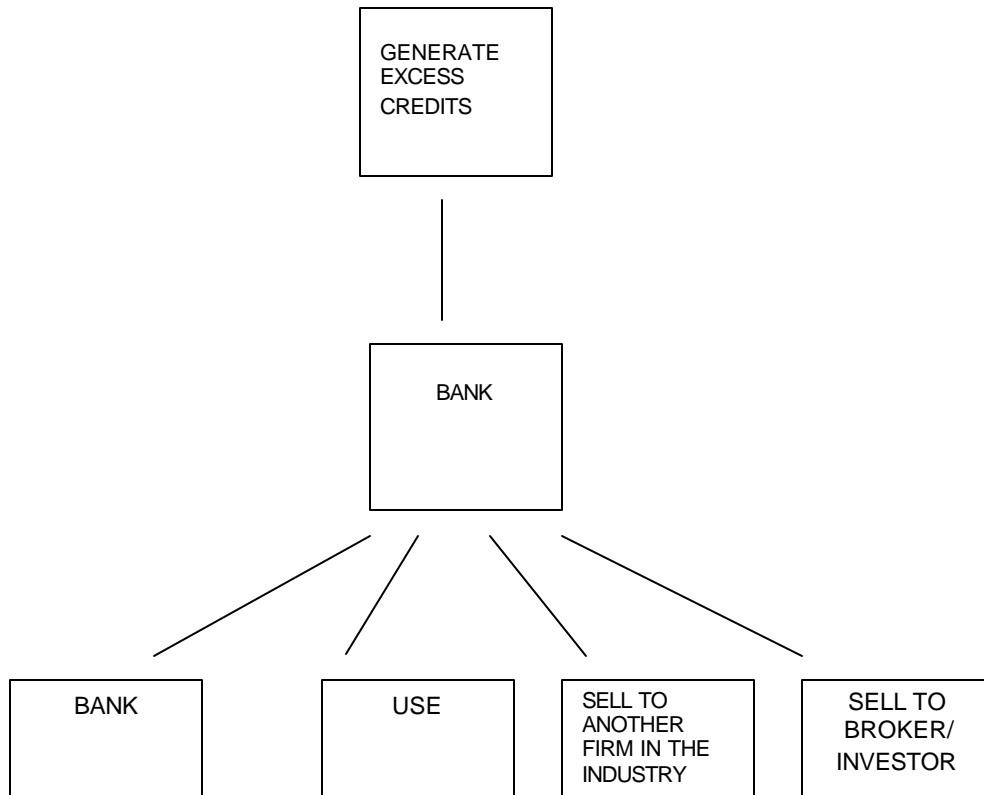 GENERATE
EXCESS
CREDITS
BANK
BANK
USE
SELL TO
ANOTHER
FIRM IN THE
INDUSTRY
SELL TO
BROKER/
INVESTOR